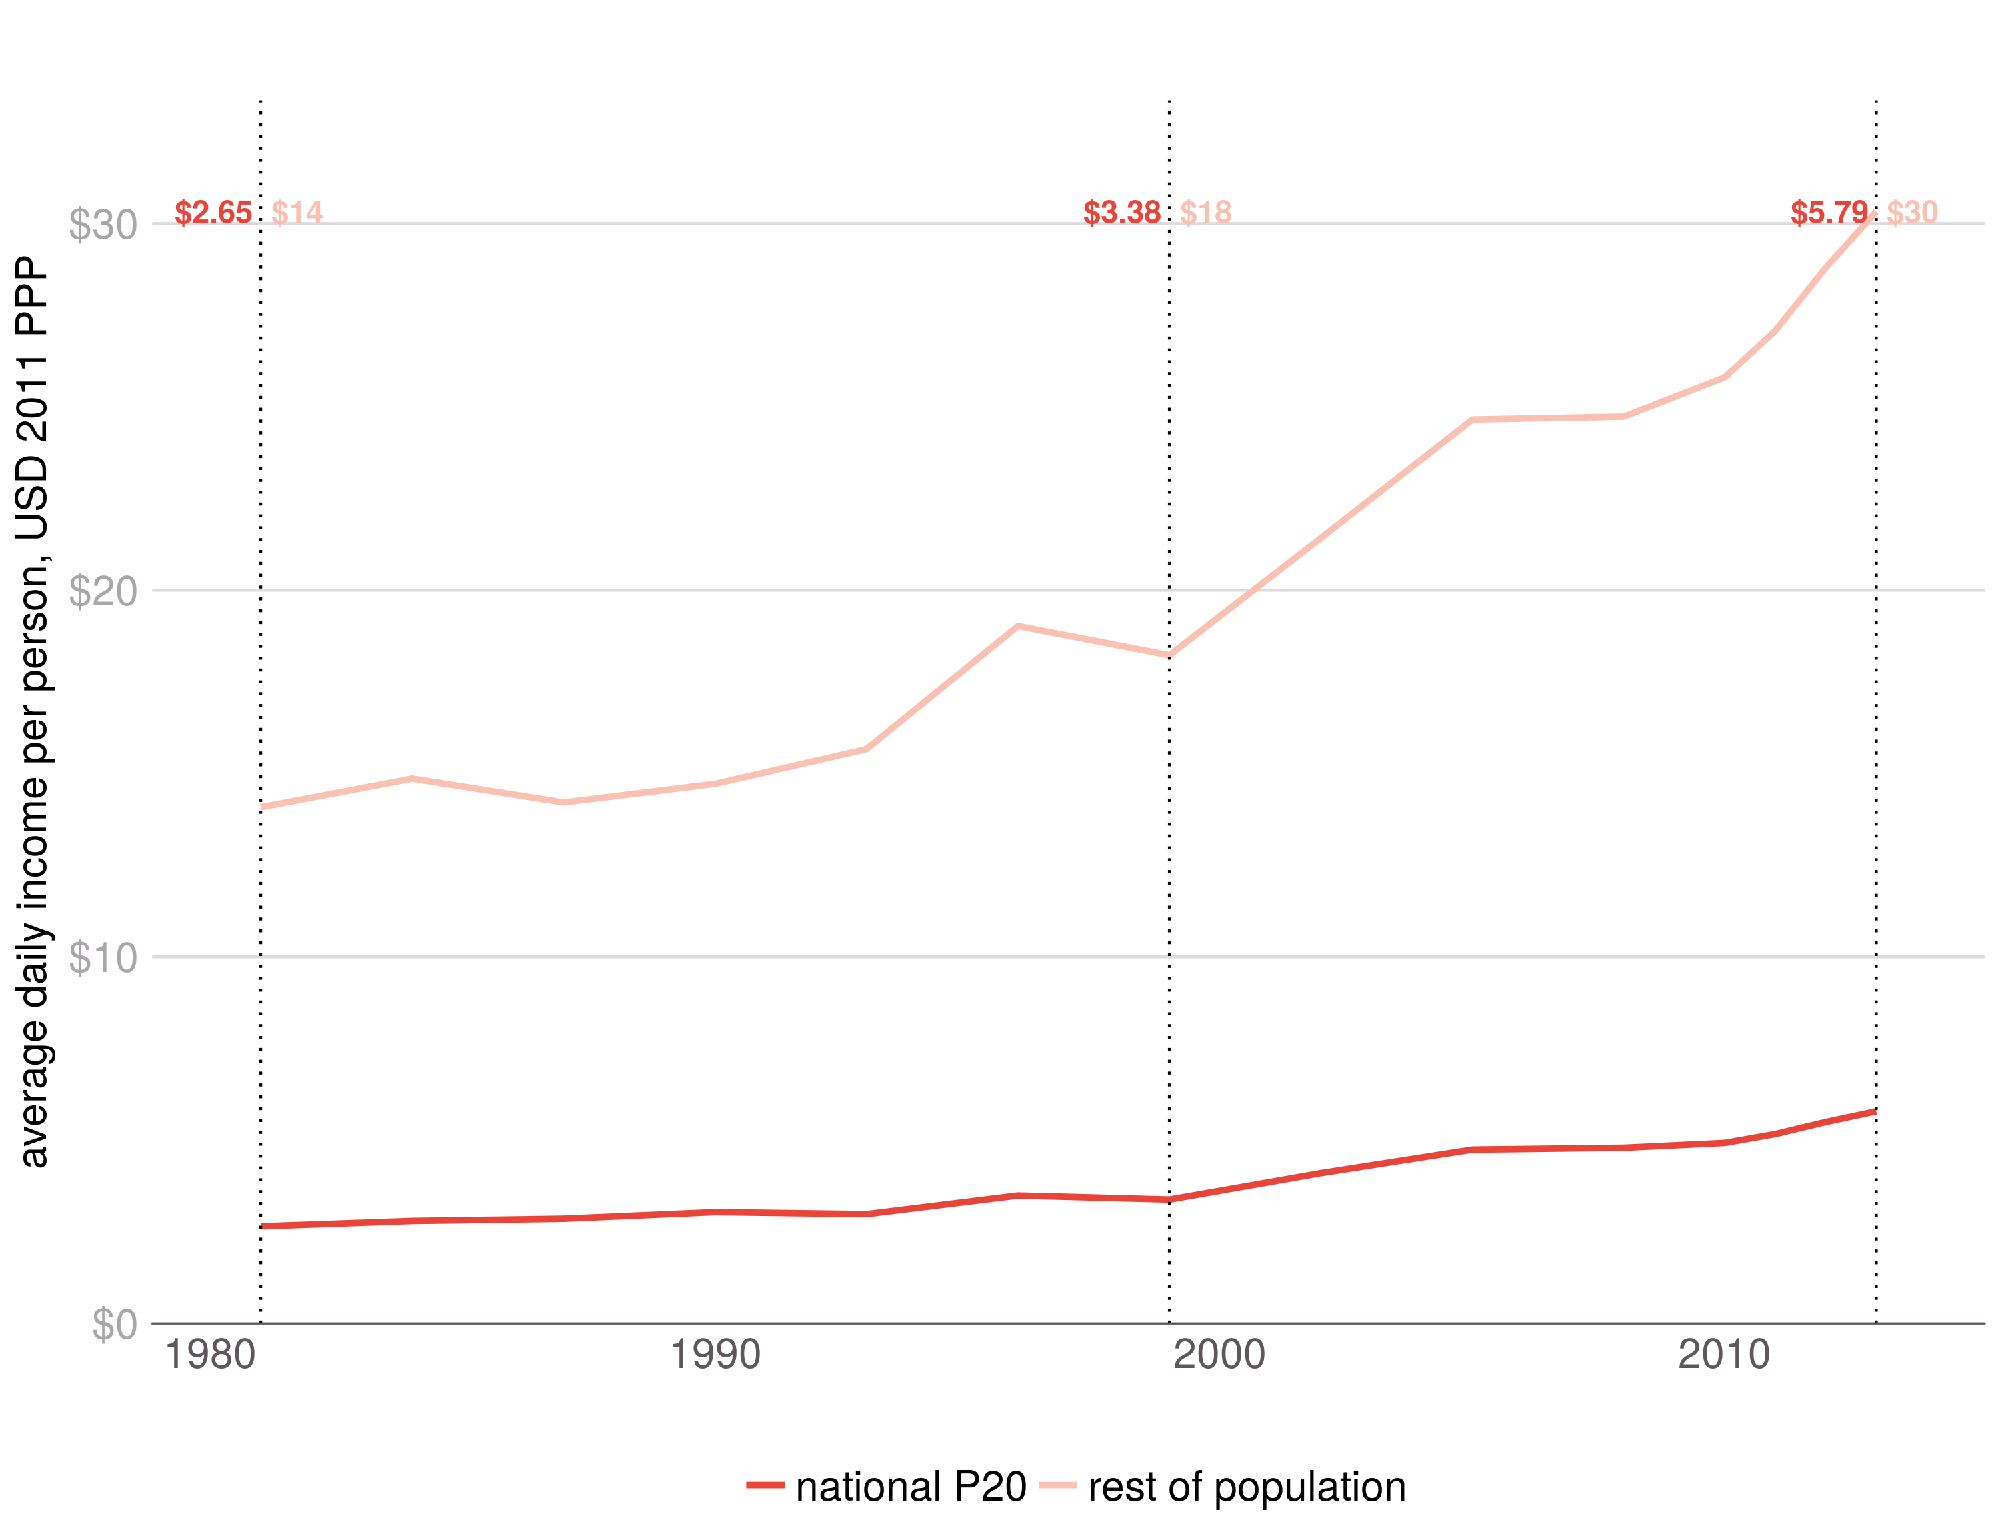 $2.65 $14 $3.38 $18 $5.79 $30
$30
$20
$10
$0
average daily income per person, USD 2011 PPP
1980 1990 2000 2010
national P20 rest of population